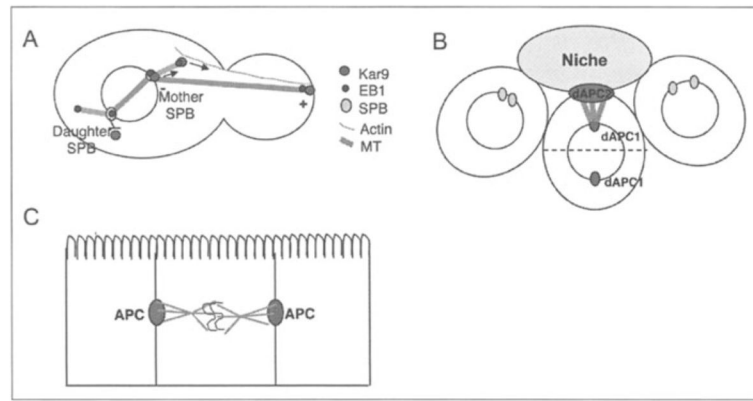 A
Kar9
EB1
SPB
Actin
MT
Mother
SPB
Daughter
SPB
+
-
B
Niche
dAPC2
dAPC1
dAPC1
C
APC
APC